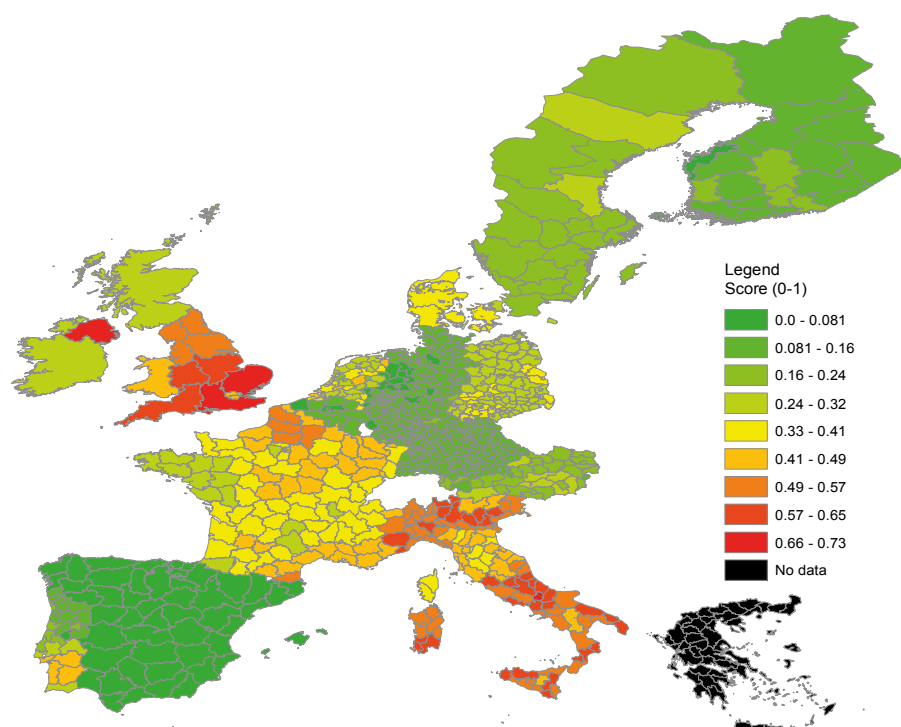 Legend
Score (0-1)
0.0 - 0.081
0.081 - 0.16
0.16 - 0.24
0.24 - 0.32
0.33 - 0.41
0.41 - 0.49
0.49 - 0.57
0.57 - 0.65
0.66 - 0.73
No data